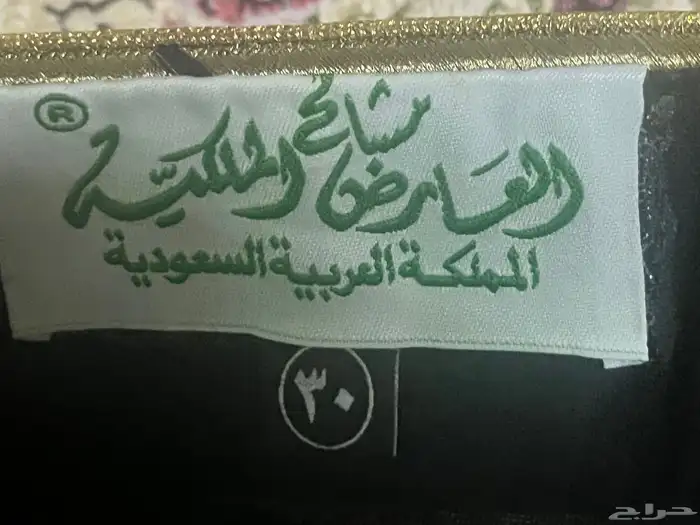 ®
مشالح
العارض الملكية
المملكة العربية السعودية
٣٠
حراج